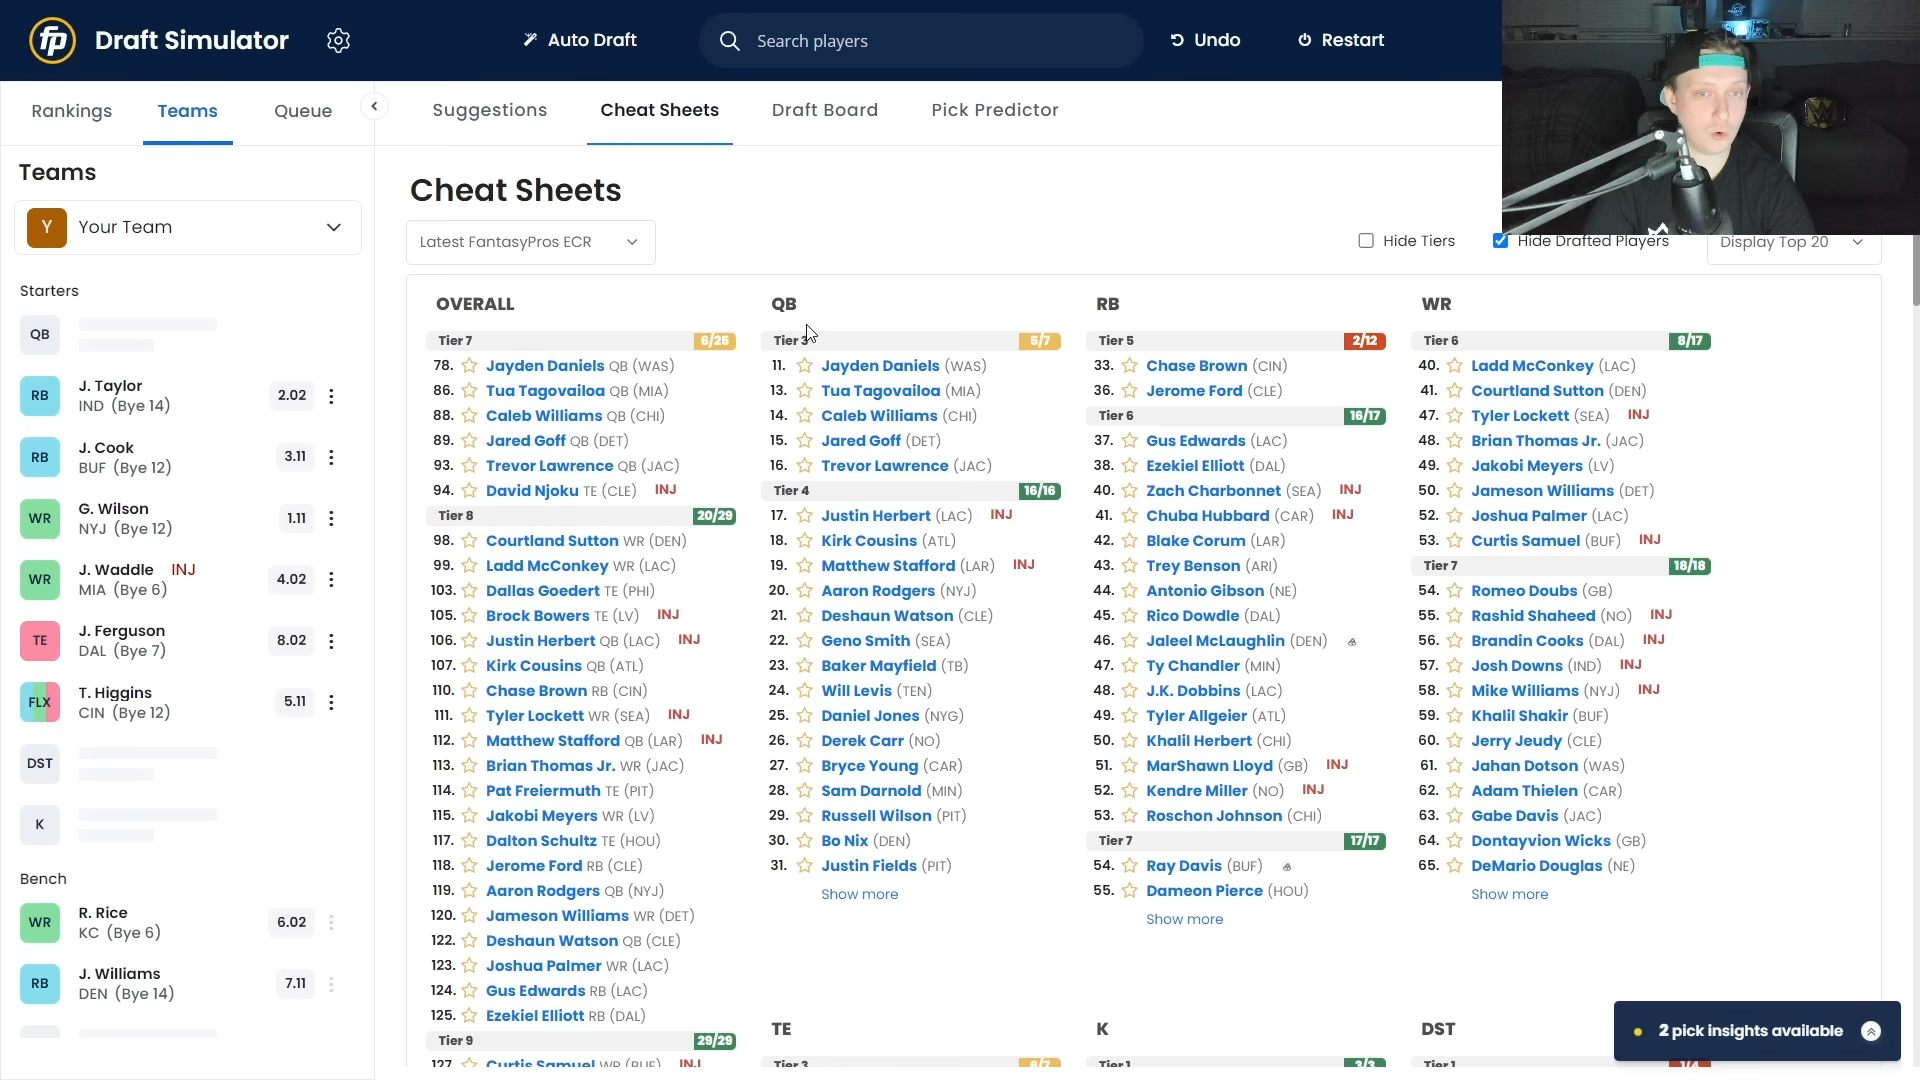 fp Draft Simulator
Auto Draft
Search players
Undo
Restart
Rankings
Teams
Queue
Suggestions
Cheat Sheets
Draft Board
Pick Predictor
Teams
Y Your Team
Starters
QB
RB J. Taylor 2.02
IND (Bye 14)
RB J. Cook 3.11
BUF (Bye 12)
WR G. Wilson 1.11
NYJ (Bye 12)
WR J. Waddle INJ 4.02
MIA (Bye 6)
TE J. Ferguson 8.02
DAL (Bye 7)
FLX T. Higgins 5.11
CIN (Bye 12)
DST
K
Bench
WR R. Rice 6.02
KC (Bye 6)
RB J. Williams 7.11
DEN (Bye 14)
Cheat Sheets
Latest FantasyPros ECR
Hide Tiers
Hide Drafted Players
Display Top 20
OVERALL
Tier 7 6/25
78. Jayden Daniels QB (WAS)
86. Tua Tagovailoa QB (MIA)
88. Caleb Williams QB (CHI)
89. Jared Goff QB (DET)
93. Trevor Lawrence QB (JAC)
94. David Njoku TE (CLE) INJ
Tier 8 20/29
98. Courtland Sutton WR (DEN)
99. Ladd McConkey WR (LAC)
103. Dallas Goedert TE (PHI)
105. Brock Bowers TE (LV) INJ
106. Justin Herbert QB (LAC) INJ
107. Kirk Cousins QB (ATL)
110. Chase Brown RB (CIN)
111. Tyler Lockett WR (SEA) INJ
112. Matthew Stafford QB (LAR) INJ
113. Brian Thomas Jr. WR (JAC)
114. Pat Freiermuth TE (PIT)
115. Jakobi Meyers WR (LV)
117. Dalton Schultz TE (HOU)
118. Jerome Ford RB (CLE)
119. Aaron Rodgers QB (NYJ)
120. Jameson Williams WR (DET)
122. Deshaun Watson QB (CLE)
123. Joshua Palmer WR (LAC)
124. Gus Edwards RB (LAC)
125. Ezekiel Elliott RB (DAL)
Tier 9 29/29
127. Curtis Samuel WR (BUF) INJ
QB
Tier 3 5/7
11. Jayden Daniels (WAS)
13. Tua Tagovailoa (MIA)
14. Caleb Williams (CHI)
15. Jared Goff (DET)
16. Trevor Lawrence (JAC)
Tier 4 16/16
17. Justin Herbert (LAC) INJ
18. Kirk Cousins (ATL)
19. Matthew Stafford (LAR) INJ
20. Aaron Rodgers (NYJ)
21. Deshaun Watson (CLE)
22. Geno Smith (SEA)
23. Baker Mayfield (TB)
24. Will Levis (TEN)
25. Daniel Jones (NYG)
26. Derek Carr (NO)
27. Bryce Young (CAR)
28. Sam Darnold (MIN)
29. Russell Wilson (PIT)
30. Bo Nix (DEN)
31. Justin Fields (PIT)
Show more
RB
Tier 5 2/12
33. Chase Brown (CIN)
36. Jerome Ford (CLE)
Tier 6 16/17
37. Gus Edwards (LAC)
38. Ezekiel Elliott (DAL)
40. Zach Charbonnet (SEA) INJ
41. Chuba Hubbard (CAR) INJ
42. Blake Corum (LAR)
43. Trey Benson (ARI)
44. Antonio Gibson (NE)
45. Rico Dowdle (DAL)
46. Jaleel McLaughlin (DEN)
47. Ty Chandler (MIN)
48. J.K. Dobbins (LAC)
49. Tyler Allgeier (ATL)
50. Khalil Herbert (CHI)
51. MarShawn Lloyd (GB) INJ
52. Kendre Miller (NO) INJ
53. Roschon Johnson (CHI)
Tier 7 17/17
54. Ray Davis (BUF)
55. Dameon Pierce (HOU)
Show more
WR
Tier 6 8/17
40. Ladd McConkey (LAC)
41. Courtland Sutton (DEN)
47. Tyler Lockett (SEA) INJ
48. Brian Thomas Jr. (JAC)
49. Jakobi Meyers (LV)
50. Jameson Williams (DET)
52. Joshua Palmer (LAC)
53. Curtis Samuel (BUF) INJ
Tier 7 18/18
54. Romeo Doubs (GB)
55. Rashid Shaheed (NO) INJ
56. Brandin Cooks (DAL) INJ
57. Josh Downs (IND) INJ
58. Mike Williams (NYJ) INJ
59. Khalil Shakir (BUF)
60. Jerry Jeudy (CLE)
61. Jahan Dotson (WAS)
62. Adam Thielen (CAR)
63. Gabe Davis (JAC)
64. Dontayvion Wicks (GB)
65. DeMario Douglas (NE)
Show more
TE
Tier 3 6/7
K
Tier 1 3/3
DST
Tier 1 1/4
2 pick insights available